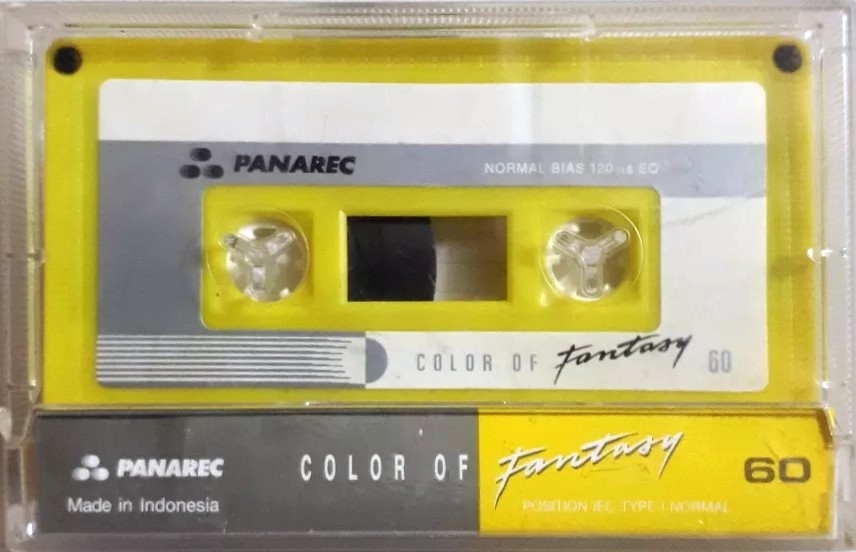 PANAREC
NORMAL BIAS 120 µs EQ
COLOR OF Fantasy 60
PANAREC
COLOR OF Fantasy 60
Made in Indonesia
POSITION IEC TYPE I NORMAL